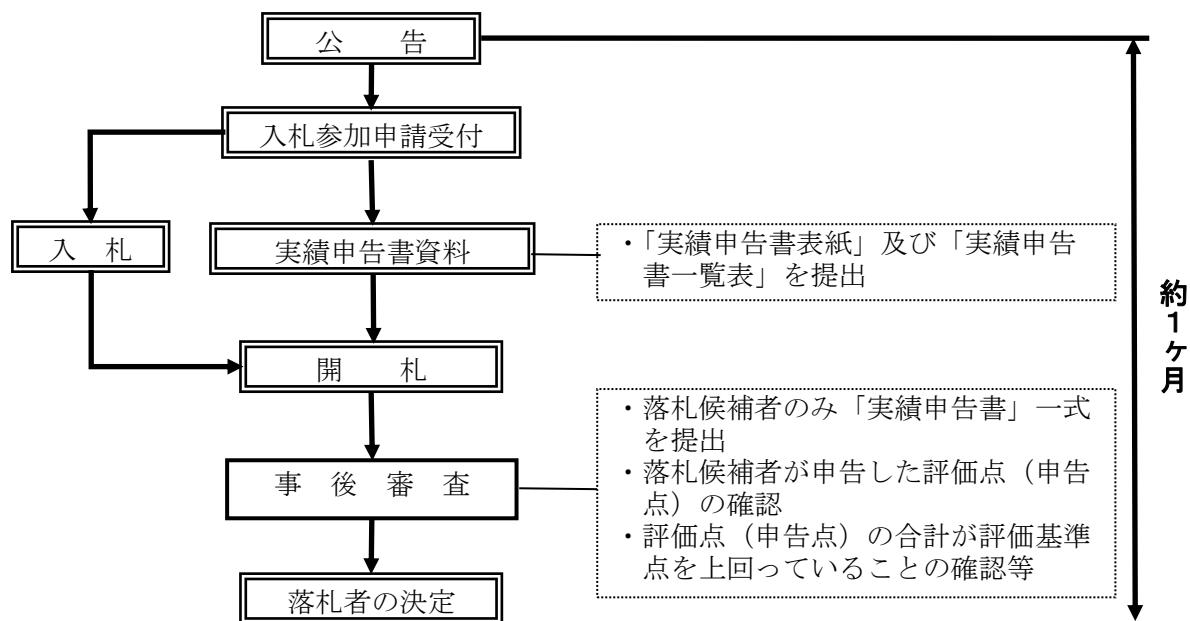 公　　告
入札参加申請受付
入　札
実績申告書資料
・「実績申告書表紙」及び「実績申告
書一覧表」を提出
開　　札
・落札候補者のみ「実績申告書」一式
を提出
・落札候補者が申告した評価点（申告
点）の確認
・評価点（申告点）の合計が評価基準
点を上回っていることの確認等
事　後　審　査
落札者の決定
約１ヶ月